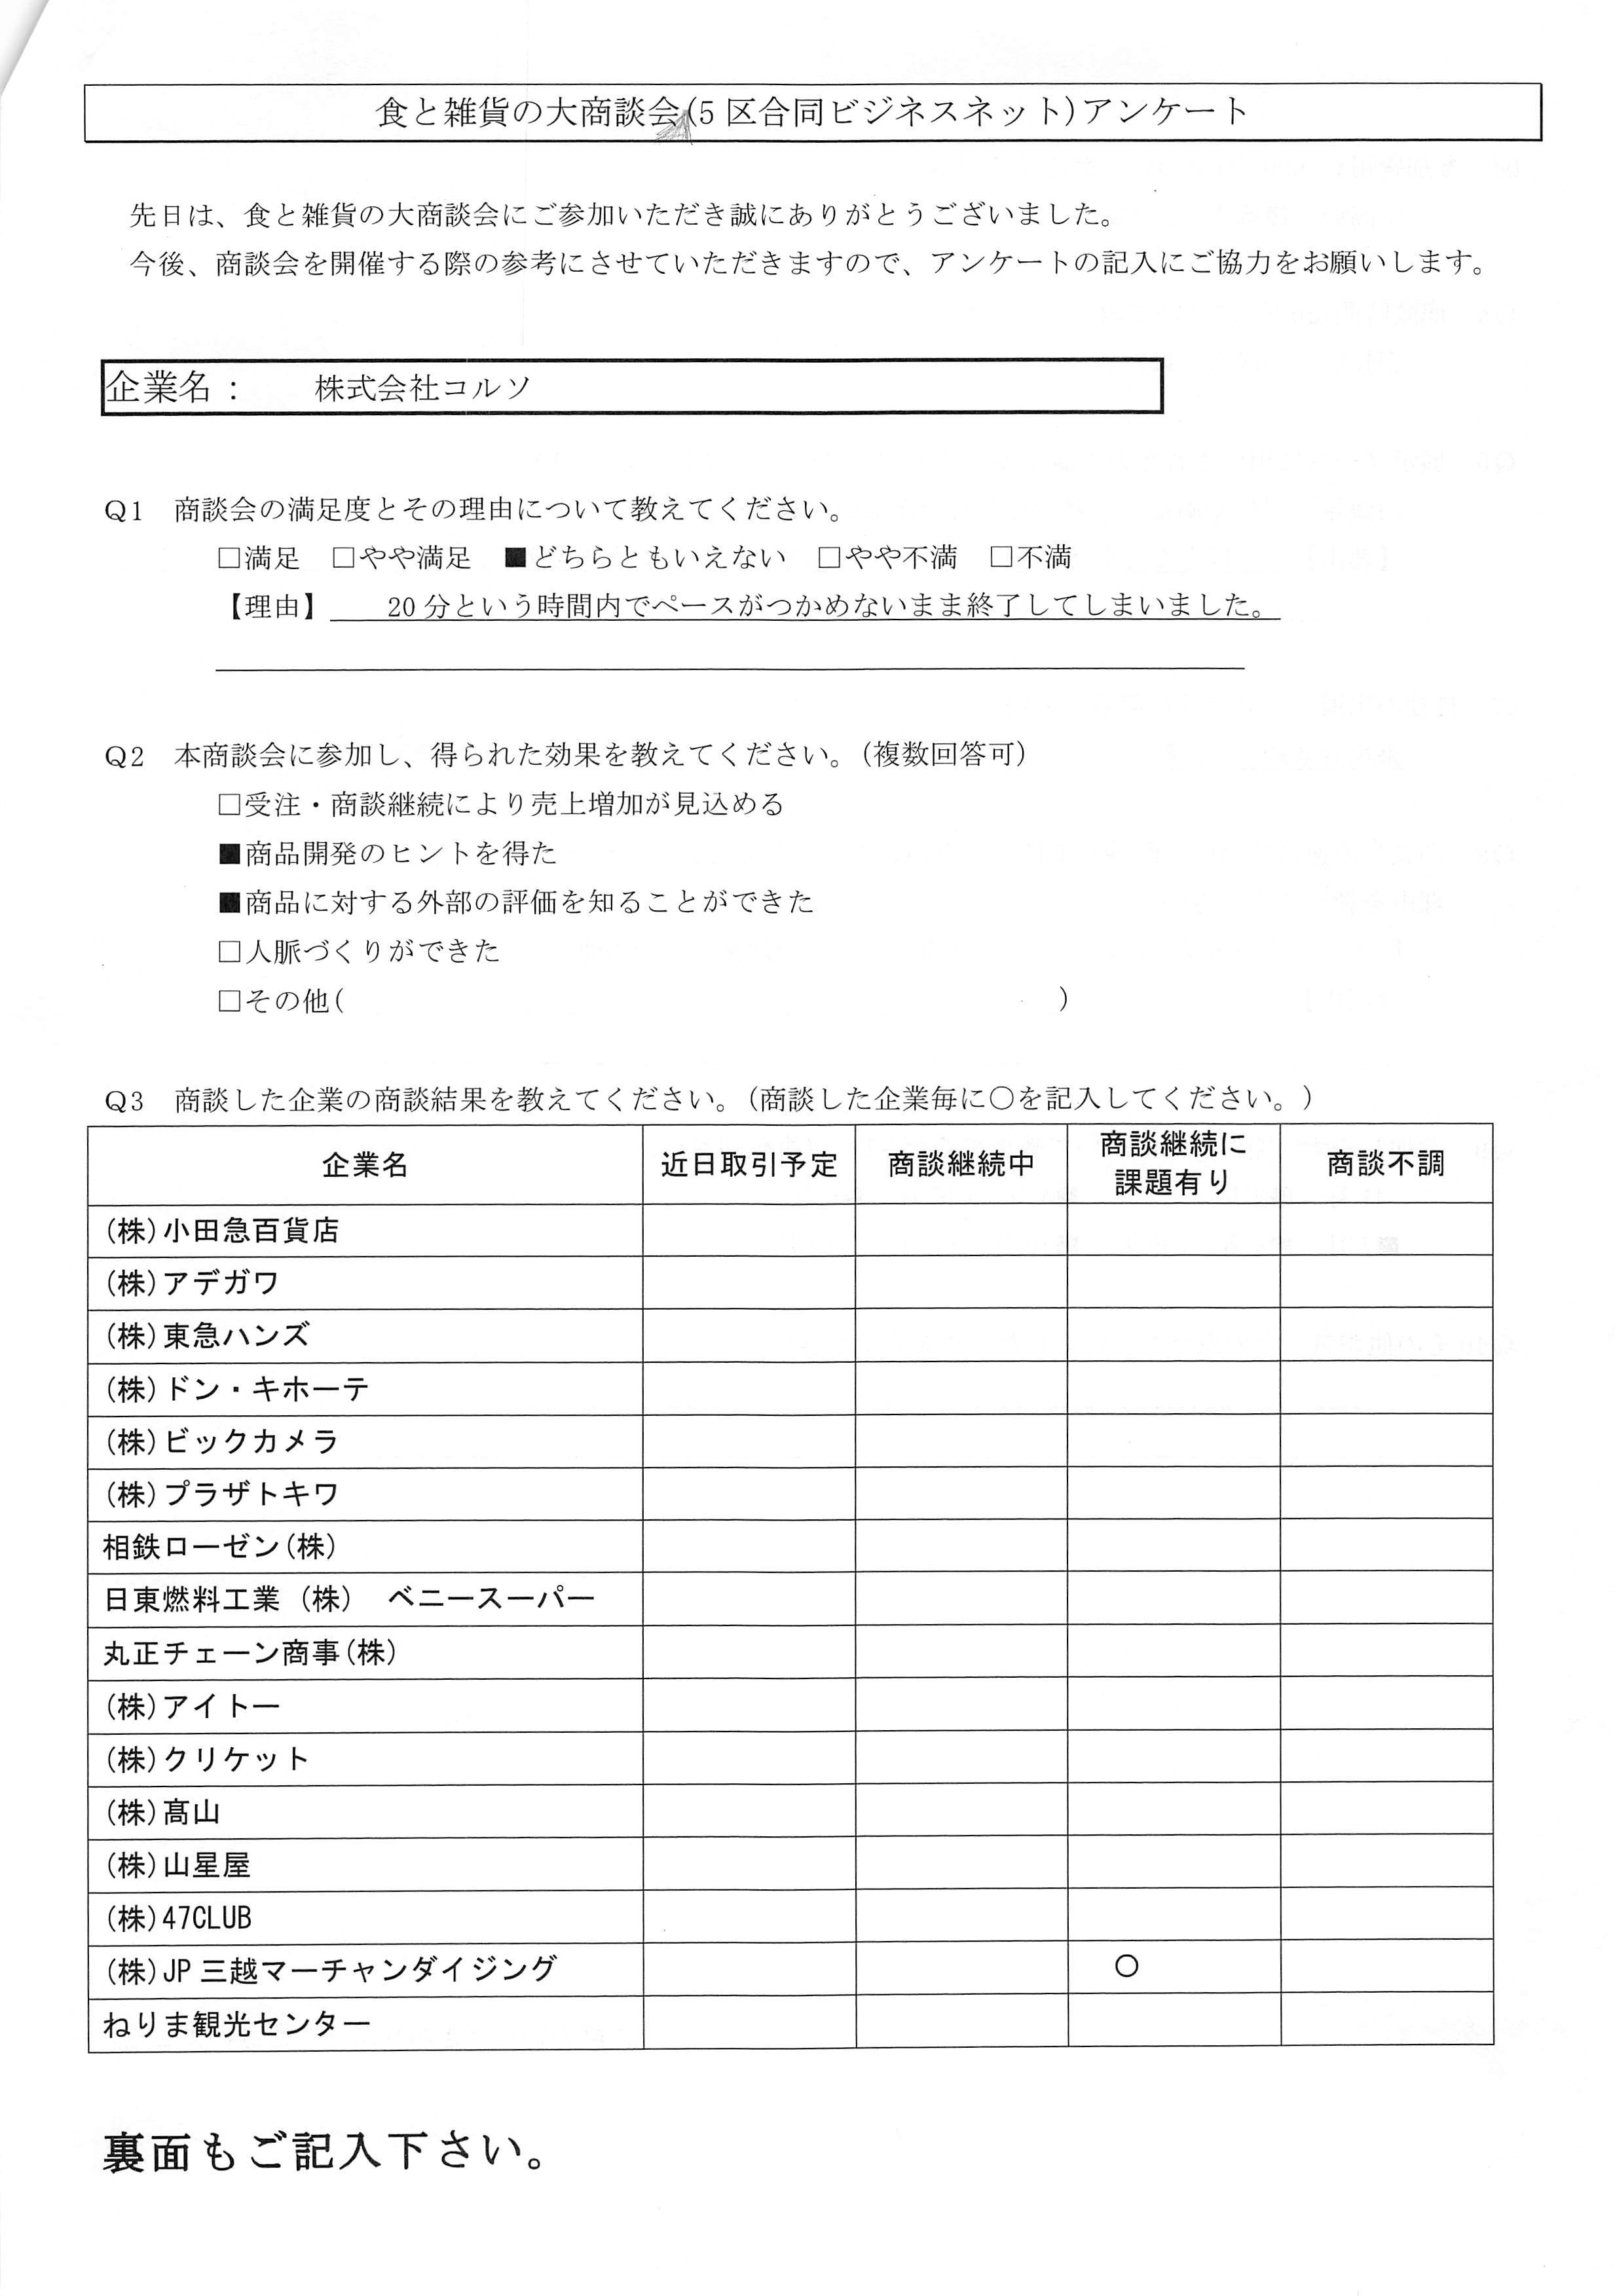 食と雑貨の大商談会(5区合同ビジネスネット)アンケート
先日は、食と雑貨の大商談会にご参加いただき誠にありがとうございました。
今後、商談会を開催する際の参考にさせていただきますので、アンケートの記入にご協力をお願いします。
企業名： 株式会社コルソ
Q1 商談会の満足度とその理由について教えてください。
□満足 □やや満足 ■どちらともいえない □やや不満 □不満
【理由】 20分という時間内でペースがつかめないまま終了してしまいました。
Q2 本商談会に参加し、得られた効果を教えてください。(複数回答可)
□受注・商談継続により売上増加が見込める
■商品開発のヒントを得た
■商品に対する外部の評価を知ることができた
□人脈づくりができた
□その他( )
Q3 商談した企業の商談結果を教えてください。(商談した企業毎に○を記入してください。)
企業名 近日取引予定 商談継続中 商談継続に課題有り 商談不調
(株)小田急百貨店
(株)アデガワ
(株)東急ハンズ
(株)ドン・キホーテ
(株)ビックカメラ
(株)プラザトキワ
相鉄ローゼン(株)
日東燃料工業（株） ベニースーパー
丸正チェーン商事(株)
(株)アイトー
(株)クリケット
(株)髙山
(株)山星屋
(株)47CLUB
(株)JP三越マーチャンダイジング ○
ねりま観光センター
裏面もご記入下さい。